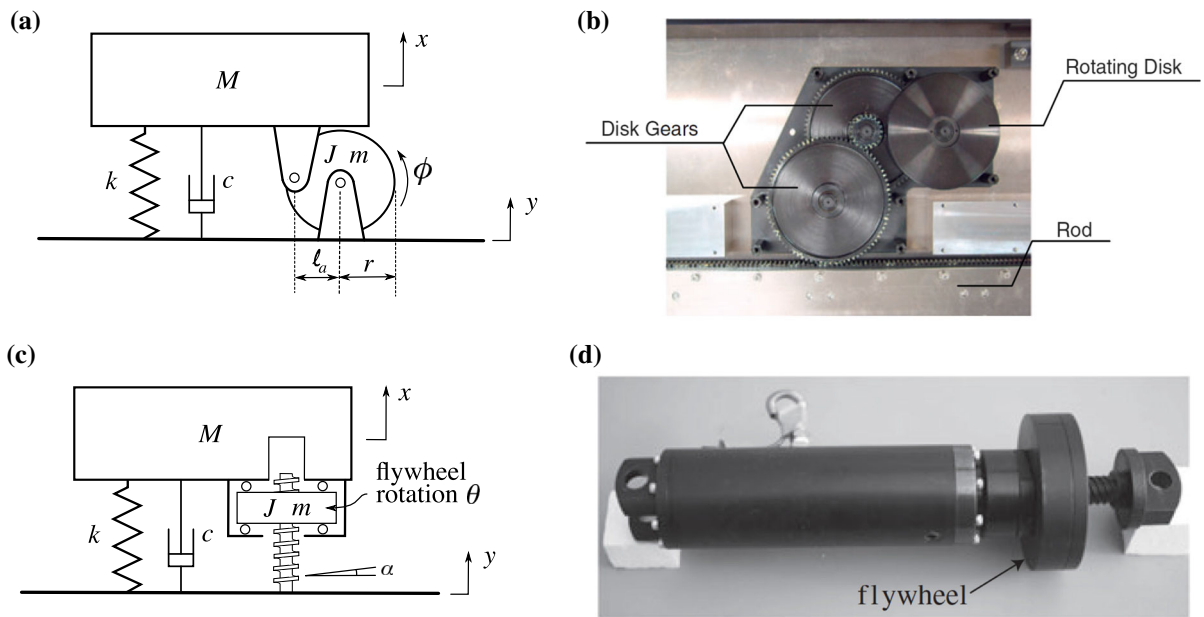 (a)
x
M
k
c
J m
ϕ
y
ℓa
r
(b)
Rotating Disk
Disk Gears
Rod
(c)
x
M
flywheel
rotation θ
J m
k
c
α
y
(d)
flywheel